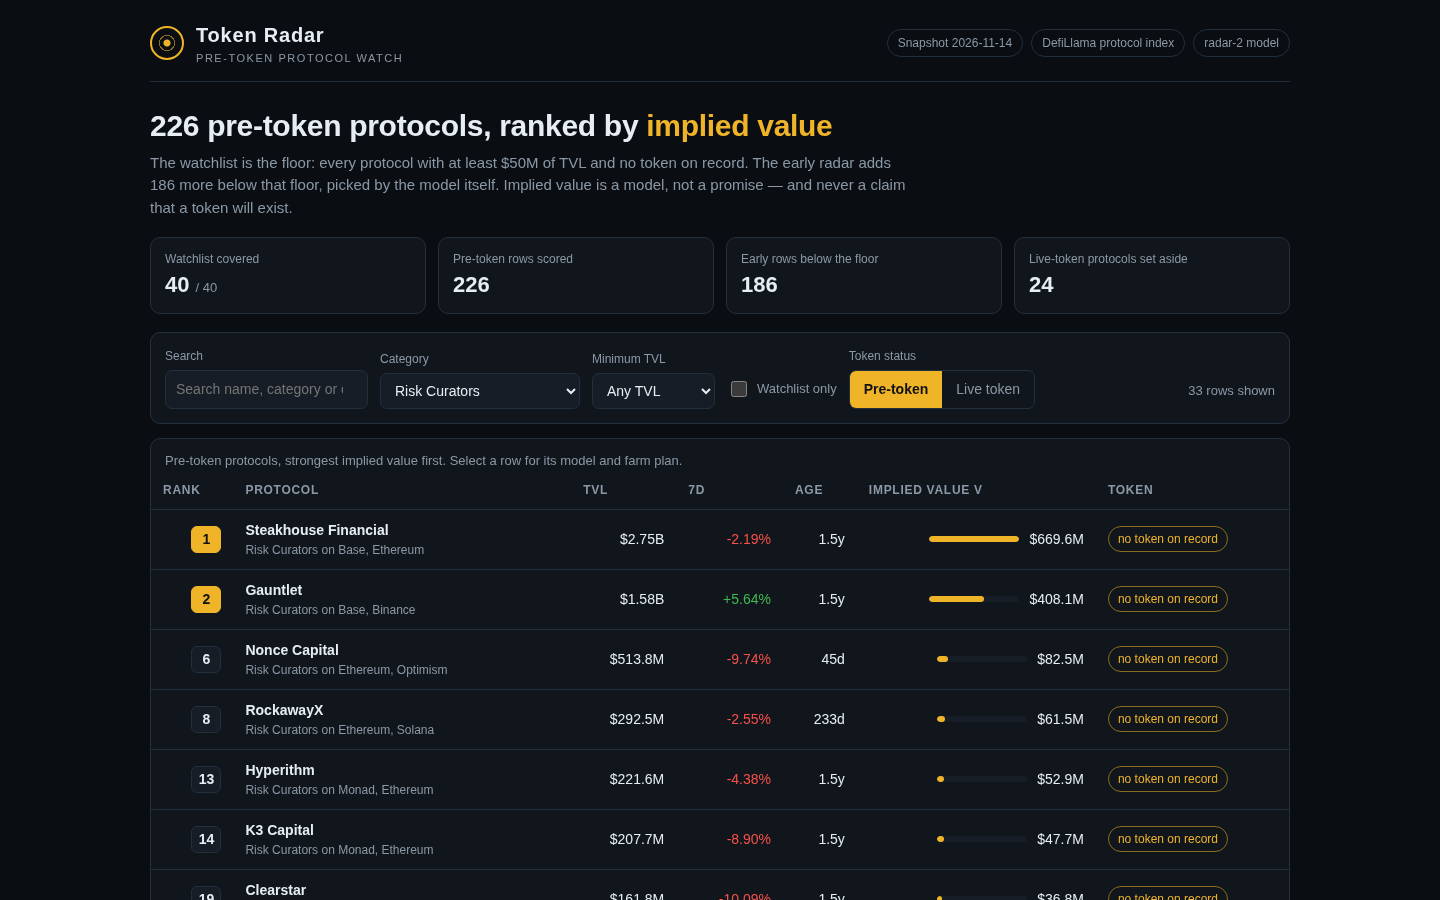 Token Radar
PRE-TOKEN PROTOCOL WATCH
Snapshot 2026-11-14
DefiLlama protocol index
radar-2 model
226 pre-token protocols, ranked by implied value
The watchlist is the floor: every protocol with at least $50M of TVL and no token on record. The early radar adds
186 more below that floor, picked by the model itself. Implied value is a model, not a promise — and never a claim
that a token will exist.
Watchlist covered
40 / 40
Pre-token rows scored
226
Early rows below the floor
186
Live-token protocols set aside
24
Search
Search name, category or c
Category
Risk Curators
Minimum TVL
Any TVL
Watchlist only
Token status
Pre-token
Live token
33 rows shown
Pre-token protocols, strongest implied value first. Select a row for its model and farm plan.
RANK PROTOCOL TVL 7D AGE IMPLIED VALUE V TOKEN
1 Steakhouse Financial $2.75B -2.19% 1.5y $669.6M no token on record
Risk Curators on Base, Ethereum
2 Gauntlet $1.58B +5.64% 1.5y $408.1M no token on record
Risk Curators on Base, Binance
6 Nonce Capital $513.8M -9.74% 45d $82.5M no token on record
Risk Curators on Ethereum, Optimism
8 RockawayX $292.5M -2.55% 233d $61.5M no token on record
Risk Curators on Ethereum, Solana
13 Hyperithm $221.6M -4.38% 1.5y $52.9M no token on record
Risk Curators on Monad, Ethereum
14 K3 Capital $207.7M -8.90% 1.5y $47.7M no token on record
Risk Curators on Monad, Ethereum
19 Clearstar $161.8M -10.09% 1.5y $36.8M no token on record